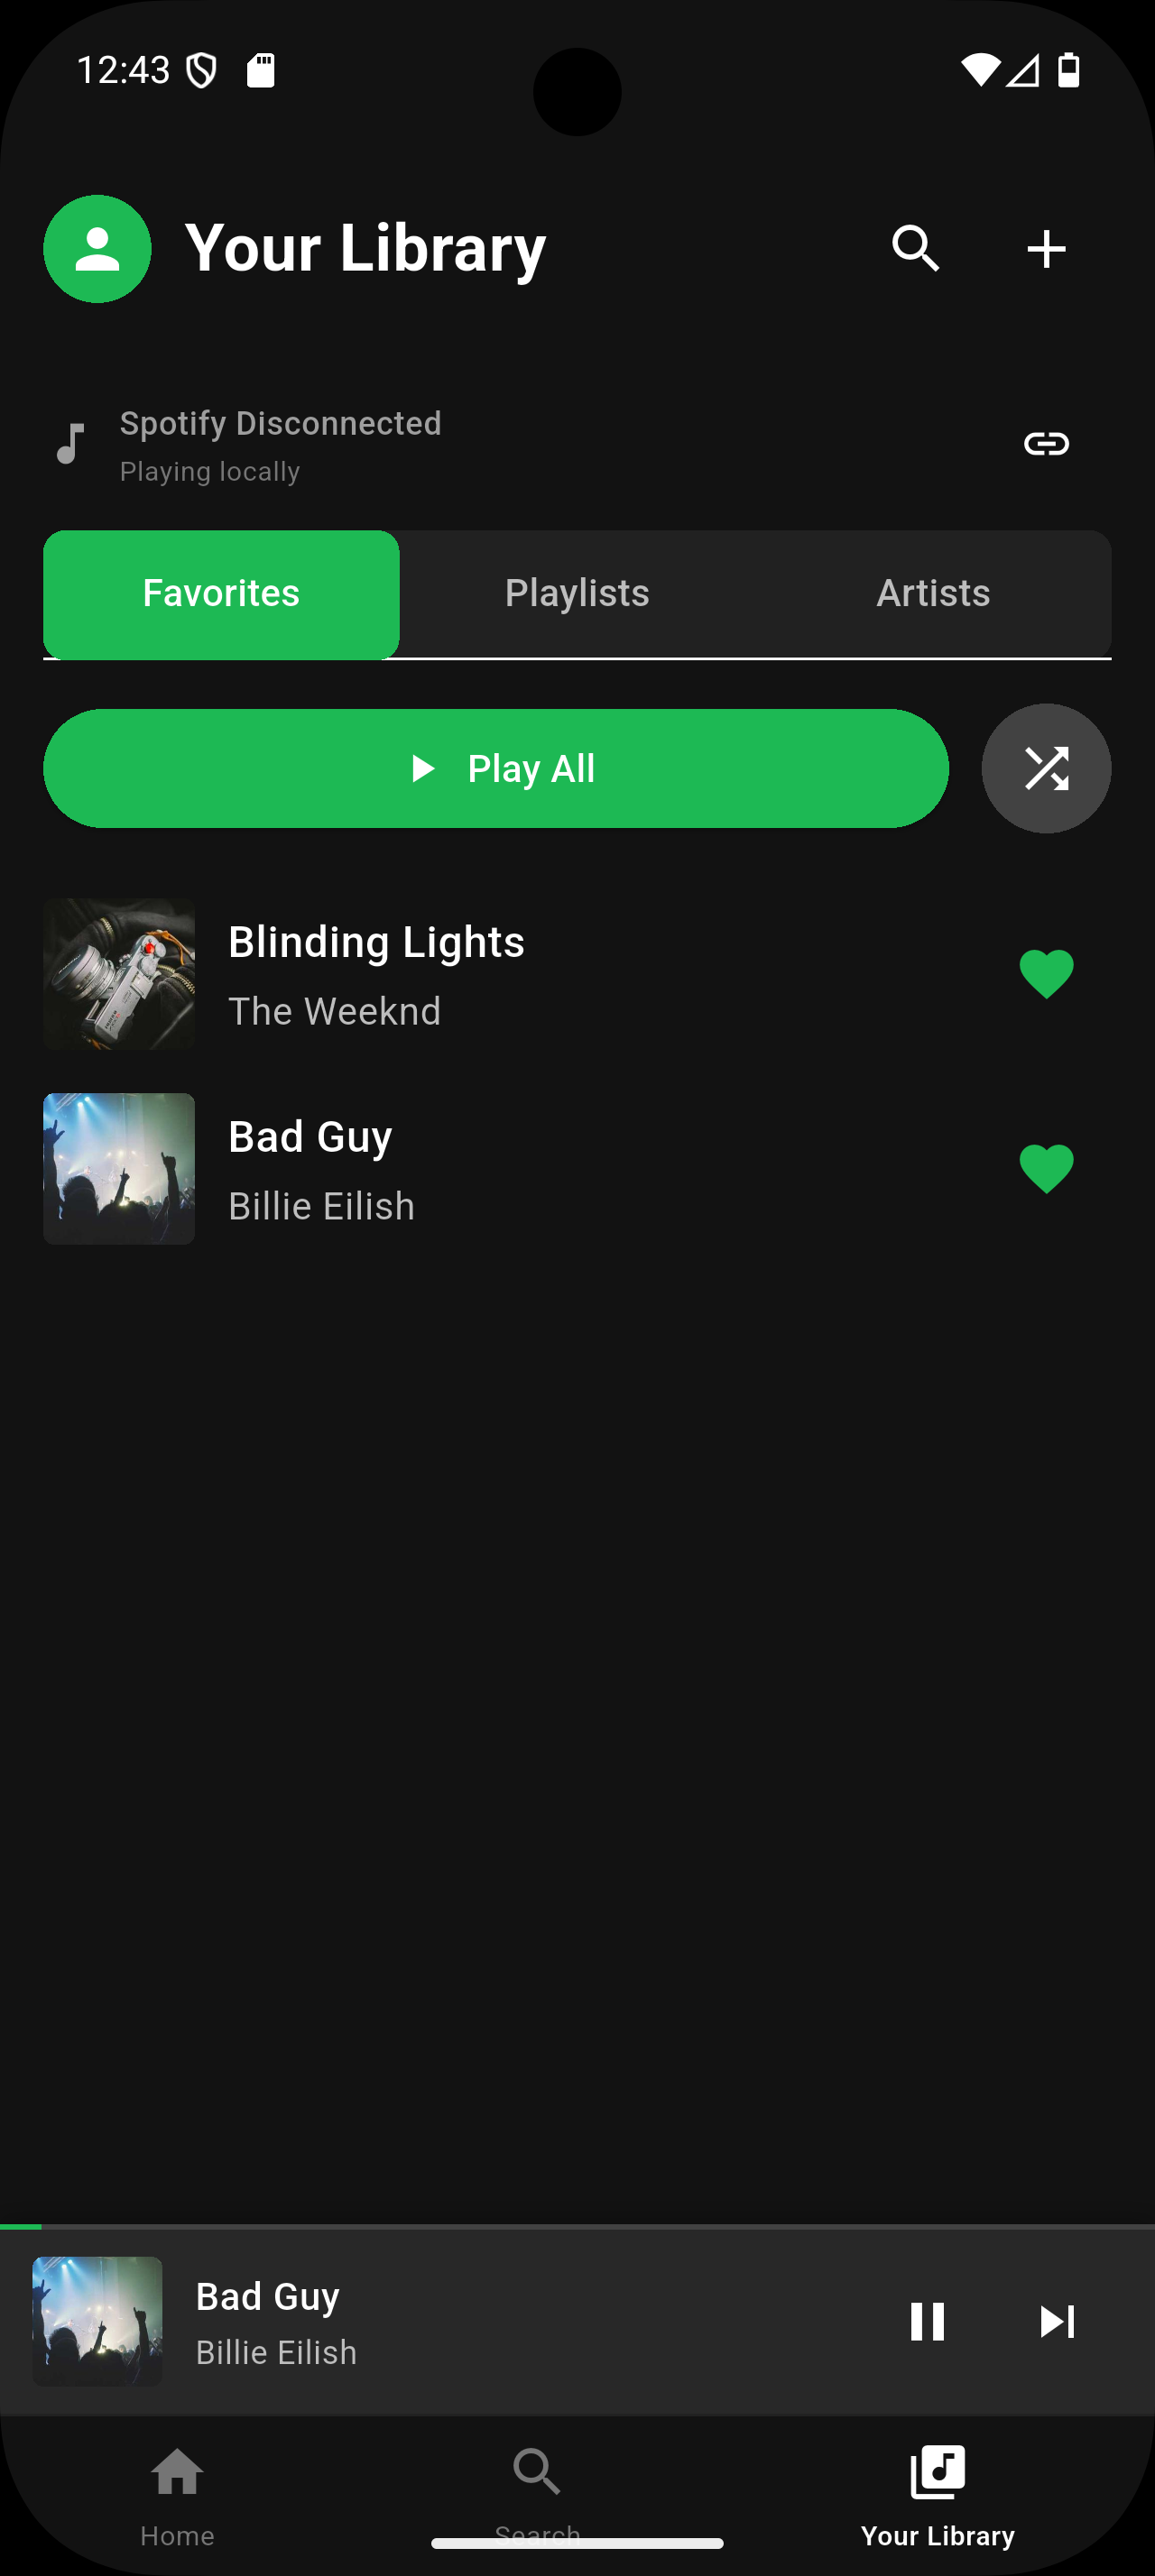 12:43
Your Library
Spotify Disconnected
Playing locally
Favorites
Playlists
Artists
Play All
Blinding Lights
The Weeknd
Bad Guy
Billie Eilish
Bad Guy
Billie Eilish
Home
Search
Your Library